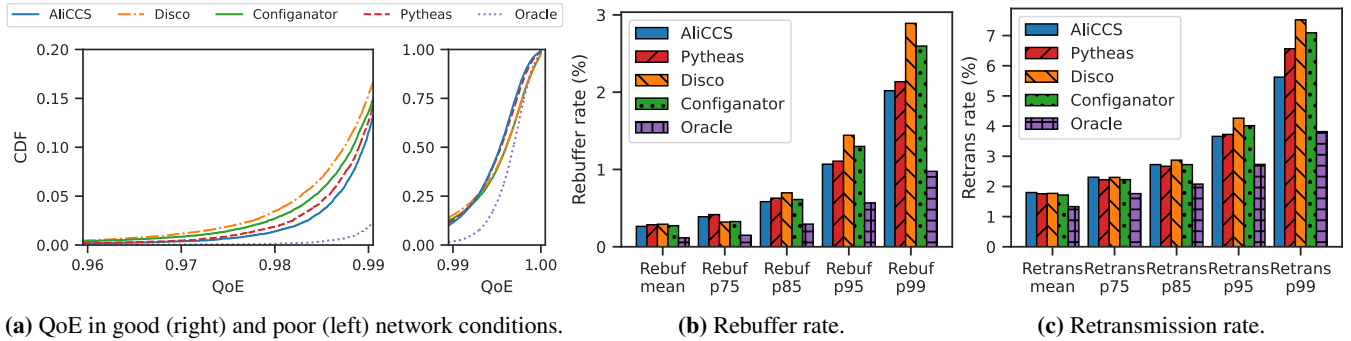 AliCCS Disco Configanator Pytheas Oracle
0.20
0.15
0.10
0.05
0.00
CDF
0.96 0.97 0.98 0.99
QoE
1.00
0.75
0.50
0.25
0.00
0.99 1.00
QoE
(a) QoE in good (right) and poor (left) network conditions.
3
2
1
0
Rebuffer rate (%)
AliCCS
Pytheas
Disco
Configanator
Oracle
Rebuf Rebuf Rebuf Rebuf Rebuf
mean p75 p85 p95 p99
(b) Rebuffer rate.
7
6
5
4
3
2
1
0
Retrans rate (%)
AliCCS
Pytheas
Disco
Configanator
Oracle
Retrans Retrans Retrans Retrans Retrans
mean p75 p85 p95 p99
(c) Retransmission rate.